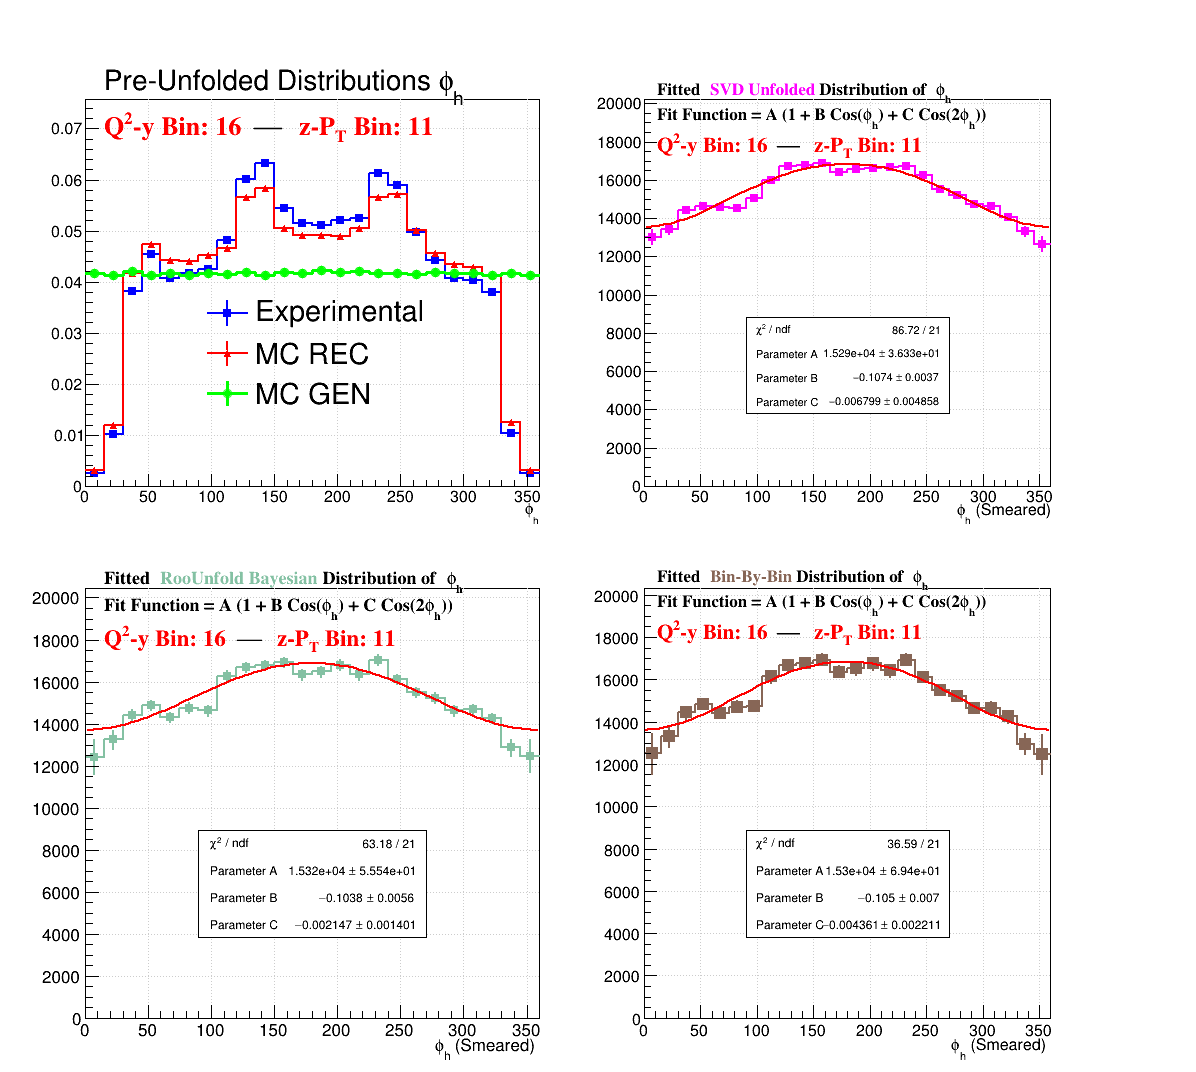 Pre-Unfolded Distributions ϕh
Q²-y Bin: 16 — z-PT Bin: 11
0.07
0.06
0.05
0.04
0.03
0.02
0.01
0
Experimental
MC REC
MC GEN
0 50 100 150 200 250 300 350
ϕh
Fitted SVD Unfolded Distribution of ϕh
Fit Function = A (1 + B Cos(ϕh) + C Cos(2ϕh))
Q²-y Bin: 16 — z-PT Bin: 11
20000
18000
16000
14000
12000
10000
8000
6000
4000
2000
0
χ² / ndf 86.72 / 21
Parameter A 1.529e+04 ± 3.633e+01
Parameter B −0.1074 ± 0.0037
Parameter C −0.006799 ± 0.004858
0 50 100 150 200 250 300 350
ϕh (Smeared)
Fitted RooUnfold Bayesian Distribution of ϕh
Fit Function = A (1 + B Cos(ϕh) + C Cos(2ϕh))
Q²-y Bin: 16 — z-PT Bin: 11
20000
18000
16000
14000
12000
10000
8000
6000
4000
2000
0
χ² / ndf 63.18 / 21
Parameter A 1.532e+04 ± 5.554e+01
Parameter B −0.1038 ± 0.0056
Parameter C −0.002147 ± 0.001401
0 50 100 150 200 250 300 350
ϕh (Smeared)
Fitted Bin-By-Bin Distribution of ϕh
Fit Function = A (1 + B Cos(ϕh) + C Cos(2ϕh))
Q²-y Bin: 16 — z-PT Bin: 11
20000
18000
16000
14000
12000
10000
8000
6000
4000
2000
0
χ² / ndf 36.59 / 21
Parameter A 1.53e+04 ± 6.94e+01
Parameter B −0.105 ± 0.007
Parameter C −0.004361 ± 0.002211
0 50 100 150 200 250 300 350
ϕh (Smeared)